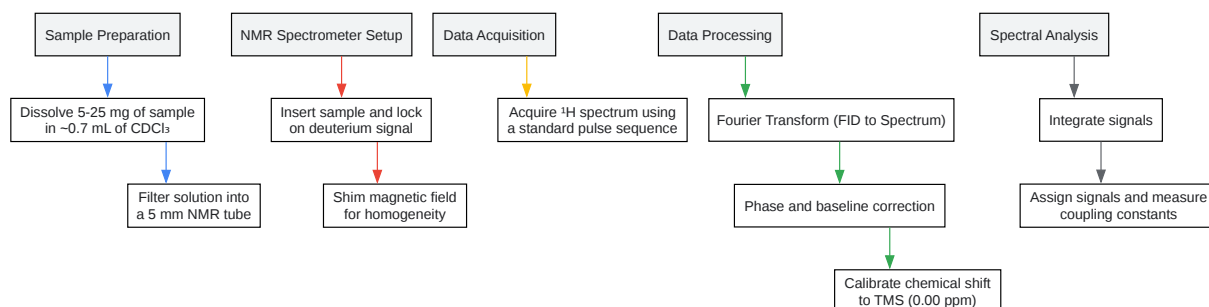 Sample Preparation
Dissolve 5-25 mg of sample
in ~0.7 mL of CDCl₃
Filter solution into
a 5 mm NMR tube
NMR Spectrometer Setup
Insert sample and lock
on deuterium signal
Shim magnetic field
for homogeneity
Data Acquisition
Acquire ¹H spectrum using
a standard pulse sequence
Data Processing
Fourier Transform (FID to Spectrum)
Phase and baseline correction
Calibrate chemical shift
to TMS (0.00 ppm)
Spectral Analysis
Integrate signals
Assign signals and measure
coupling constants